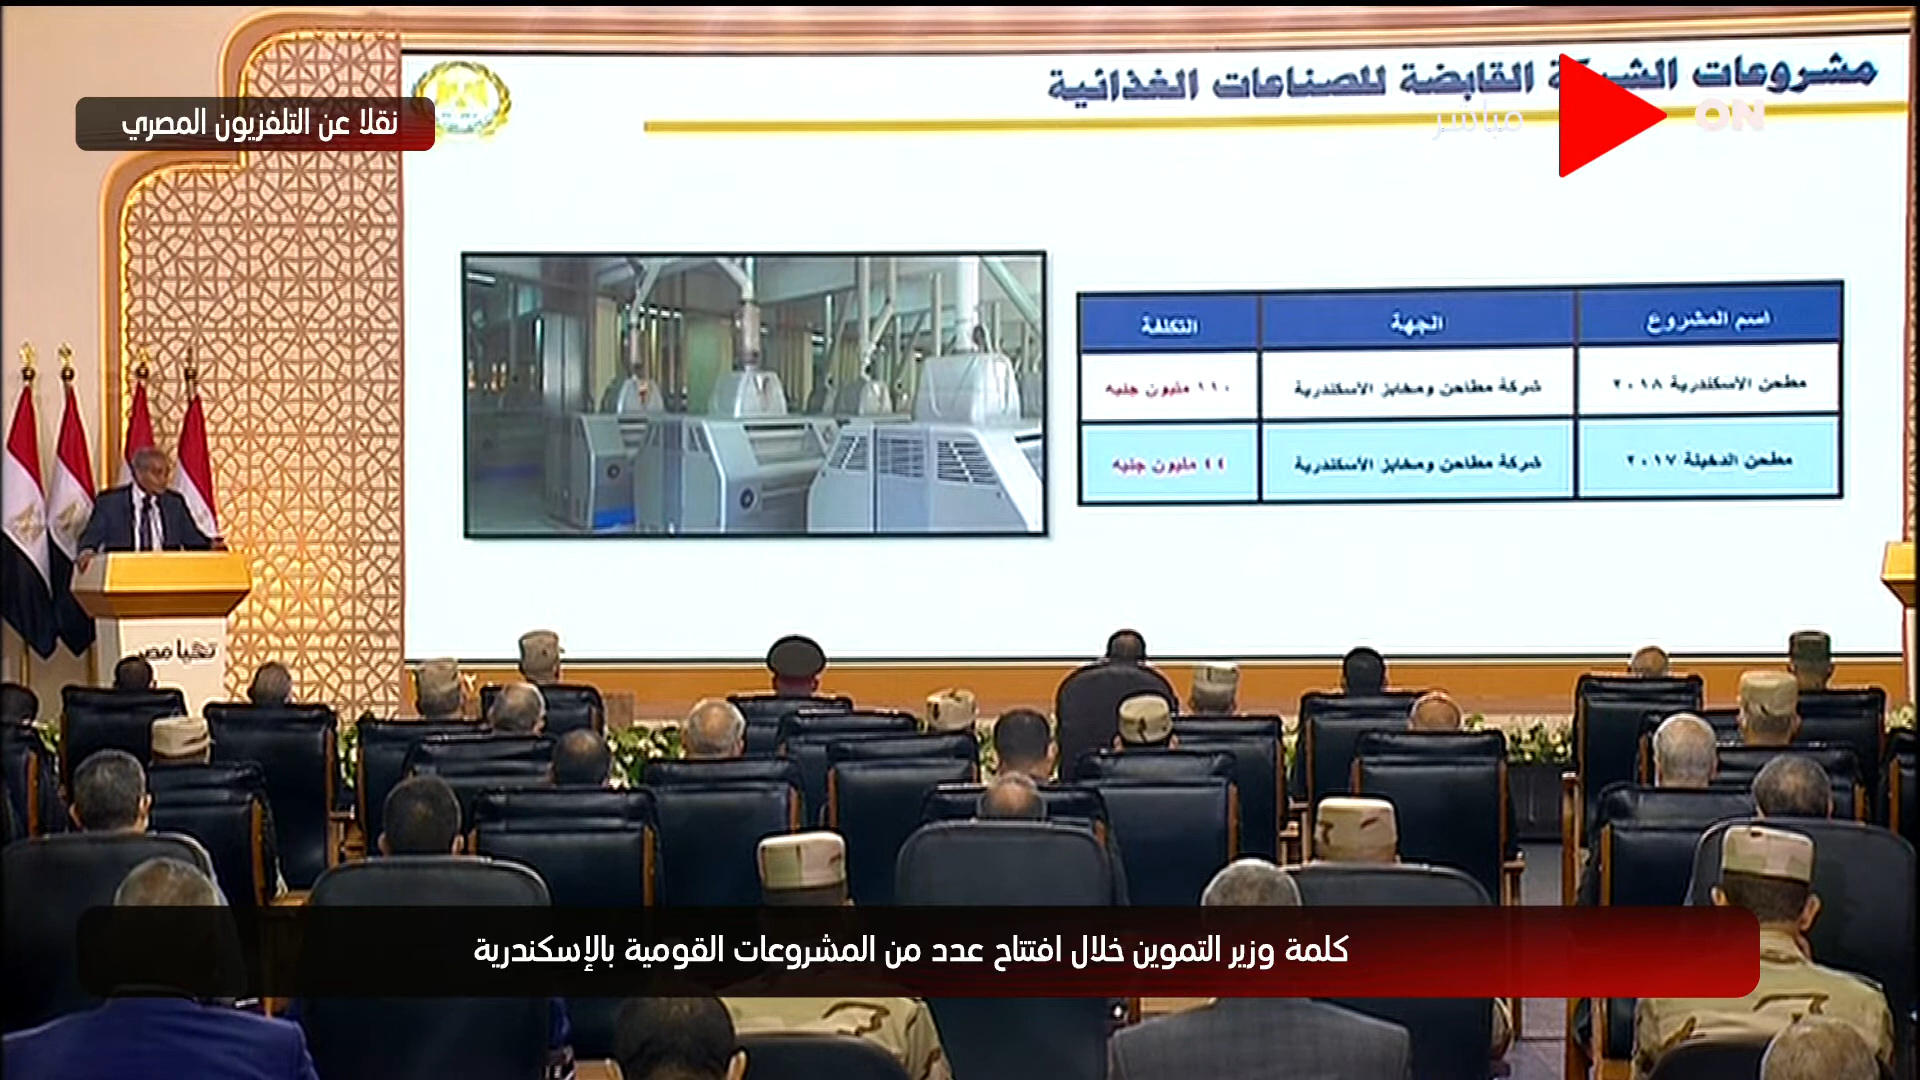 مشروعات الشركة القابضة للصناعات الغذائية
نقلا عن التلفزيون المصري
مباشر ON
اسم المشروع الجهة التكلفة
مطحن الأسكندرية ٢٠١٨ شركة مطاحن ومخابز الأسكندرية ١١٠ مليون جنيه
مطحن الدخيلة ٢٠١٧ شركة مطاحن ومخابز الأسكندرية ٤٤ مليون جنيه
تحيا مصر
كلمة وزير التموين خلال افتتاح عدد من المشروعات القومية بالإسكندرية